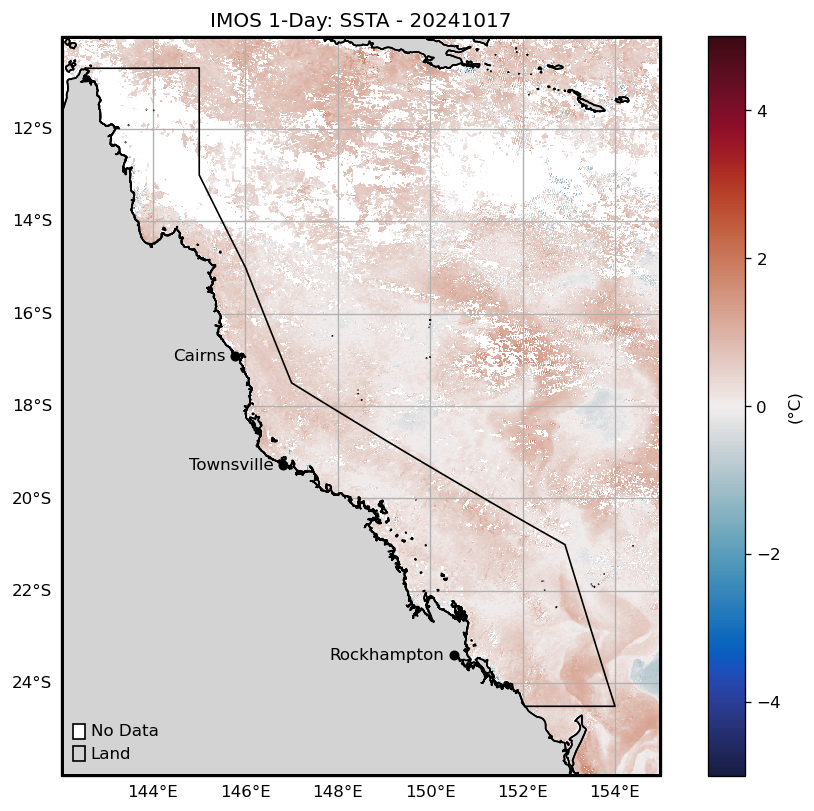 IMOS 1-Day: SSTA - 20241017
12°S
14°S
16°S
18°S
20°S
22°S
24°S
Cairns
Townsville
Rockhampton
No Data
Land
144°E 146°E 148°E 150°E 152°E 154°E
4
2
0
−2
−4
(°C)